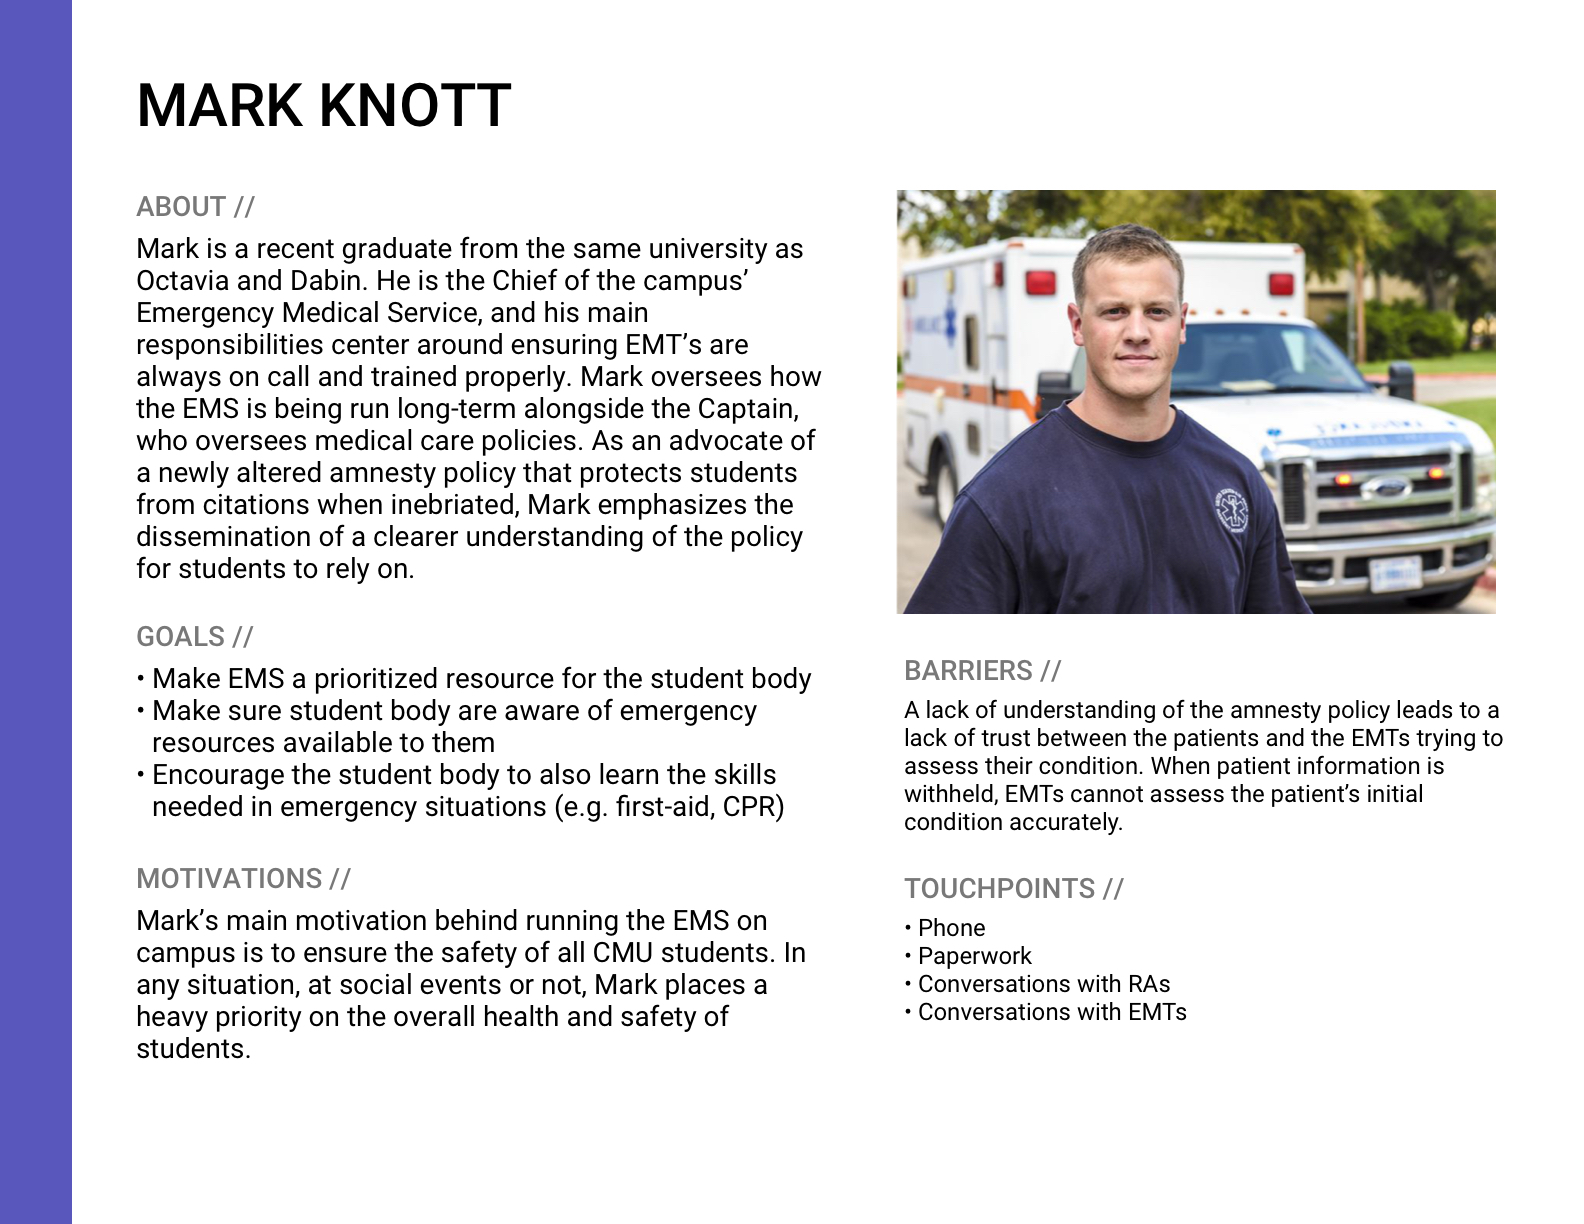 MARK KNOTT
ABOUT //
Mark is a recent graduate from the same university as
Octavia and Dabin. He is the Chief of the campus’
Emergency Medical Service, and his main
responsibilities center around ensuring EMT’s are
always on call and trained properly. Mark oversees how
the EMS is being run long-term alongside the Captain,
who oversees medical care policies. As an advocate of
a newly altered amnesty policy that protects students
from citations when inebriated, Mark emphasizes the
dissemination of a clearer understanding of the policy
for students to rely on.
GOALS //
• Make EMS a prioritized resource for the student body
• Make sure student body are aware of emergency
resources available to them
• Encourage the student body to also learn the skills
needed in emergency situations (e.g. first-aid, CPR)
MOTIVATIONS //
Mark’s main motivation behind running the EMS on
campus is to ensure the safety of all CMU students. In
any situation, at social events or not, Mark places a
heavy priority on the overall health and safety of
students.
BARRIERS //
A lack of understanding of the amnesty policy leads to a
lack of trust between the patients and the EMTs trying to
assess their condition. When patient information is
withheld, EMTs cannot assess the patient’s initial
condition accurately.
TOUCHPOINTS //
• Phone
• Paperwork
• Conversations with RAs
• Conversations with EMTs